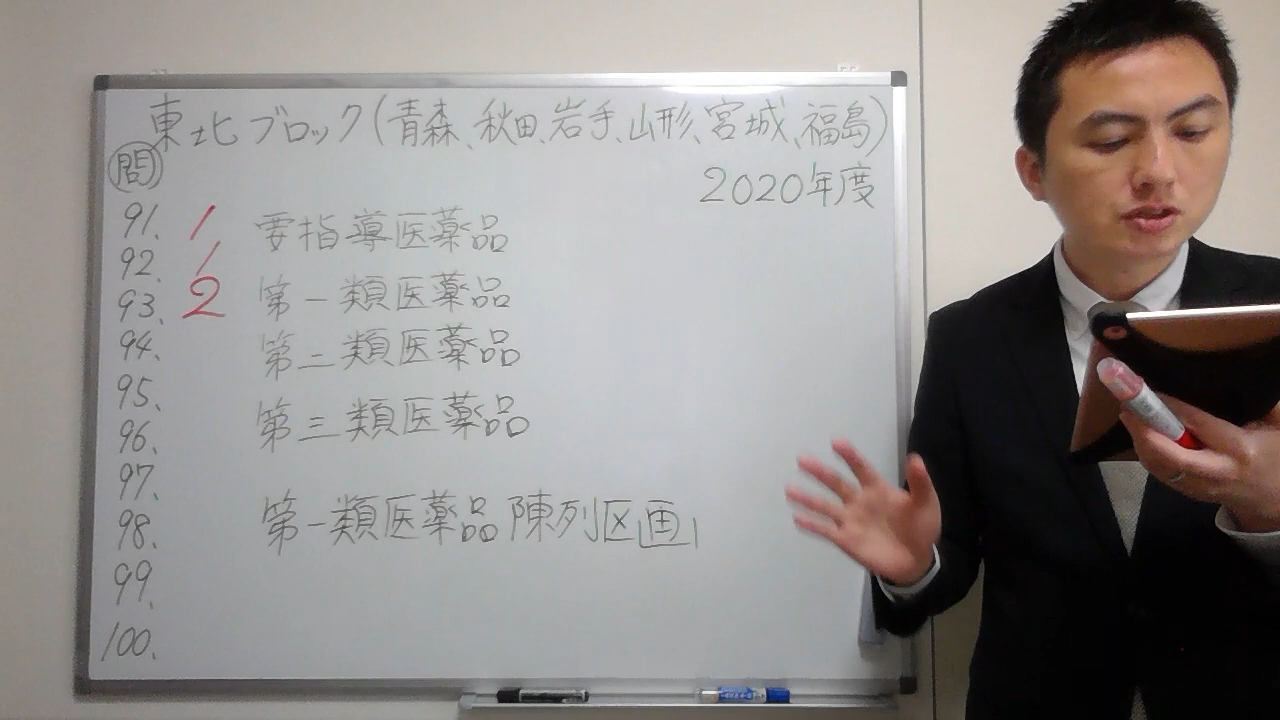 東北ブロック(青森、秋田、岩手、山形、宮城、福島)
問
2020年度
91. 1 要指導医薬品
92. 1
93. 2 第一類医薬品
94. 第二類医薬品
95.
96. 第三類医薬品
97.
98. 第一類医薬品陳列区画
99.
100.